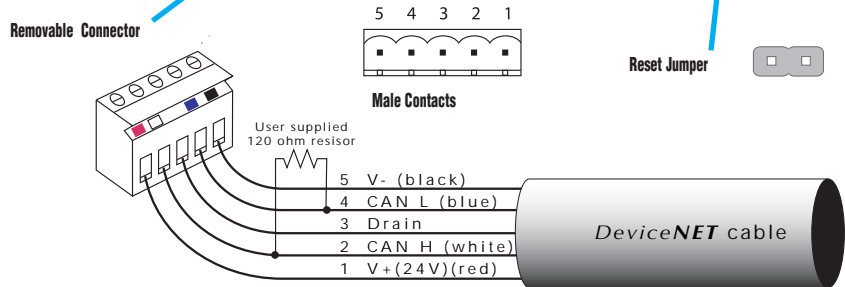 5 4 3 2 1
Removable Connector
Reset Jumper
Male Contacts
User supplied
120 ohm resisor
5 V- (black)
4 CAN L (blue)
3 Drain
2 CAN H (white)
1 V+(24V)(red)
DeviceNET cable